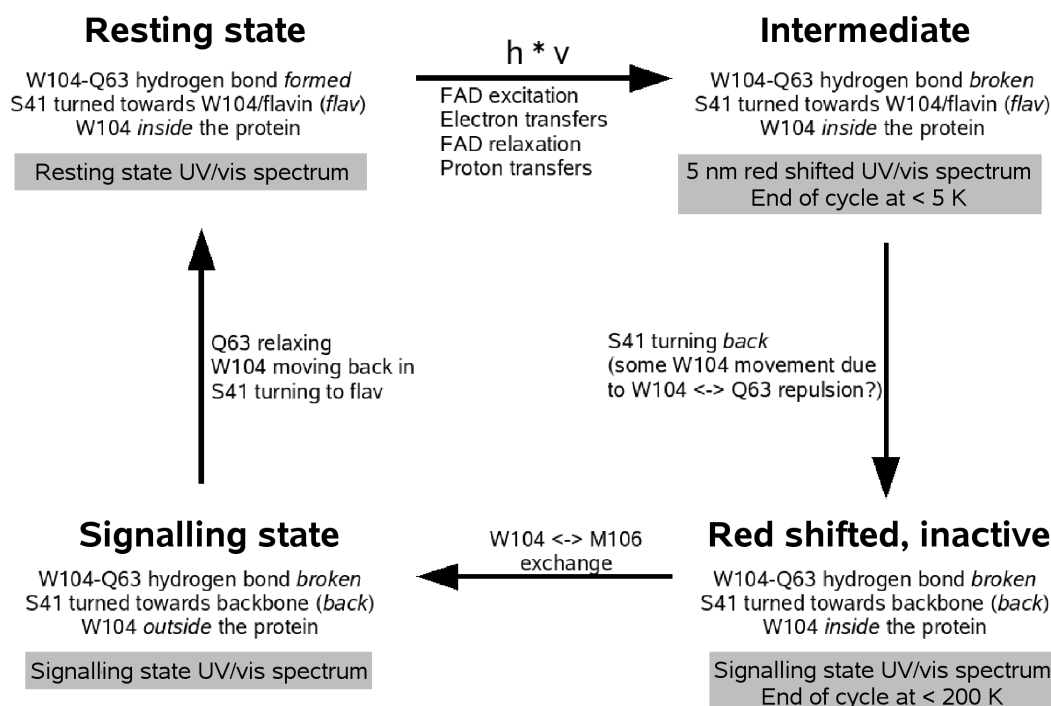 Resting state
W104-Q63 hydrogen bond formed
S41 turned towards W104/flavin (flav)
W104 inside the protein
Resting state UV/vis spectrum
h * v
FAD excitation
Electron transfers
FAD relaxation
Proton transfers
Intermediate
W104-Q63 hydrogen bond broken
S41 turned towards W104/flavin (flav)
W104 inside the protein
5 nm red shifted UV/vis spectrum
End of cycle at < 5 K
Q63 relaxing
W104 moving back in
S41 turning to flav
S41 turning back
(some W104 movement due
to W104 <-> Q63 repulsion?)
Signalling state
W104-Q63 hydrogen bond broken
S41 turned towards backbone (back)
W104 outside the protein
Signalling state UV/vis spectrum
W104 <-> M106
exchange
Red shifted, inactive
W104-Q63 hydrogen bond broken
S41 turned towards backbone (back)
W104 inside the protein
Signalling state UV/vis spectrum
End of cycle at < 200 K